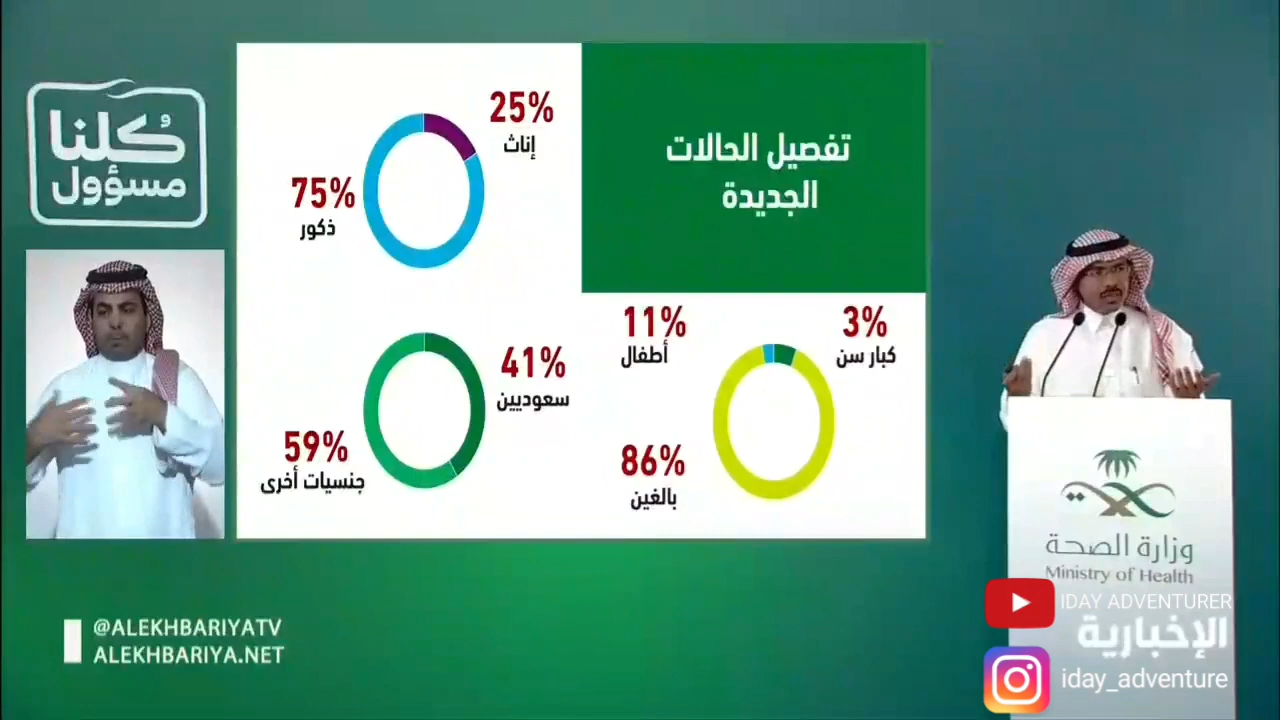 وكلنا
مسؤول
تفصيل الحالات
الجديدة
25%
إناث
75%
ذكور
3%
كبار سن
11%
أطفال
86%
بالغين
41%
سعوديين
59%
جنسيات أخرى
وزارة الصحة
Ministry of Health
IDAY ADVENTURER
الإخبارية
iday_adventure
@ALEKHBARIYATV
ALEKHBARIYA.NET